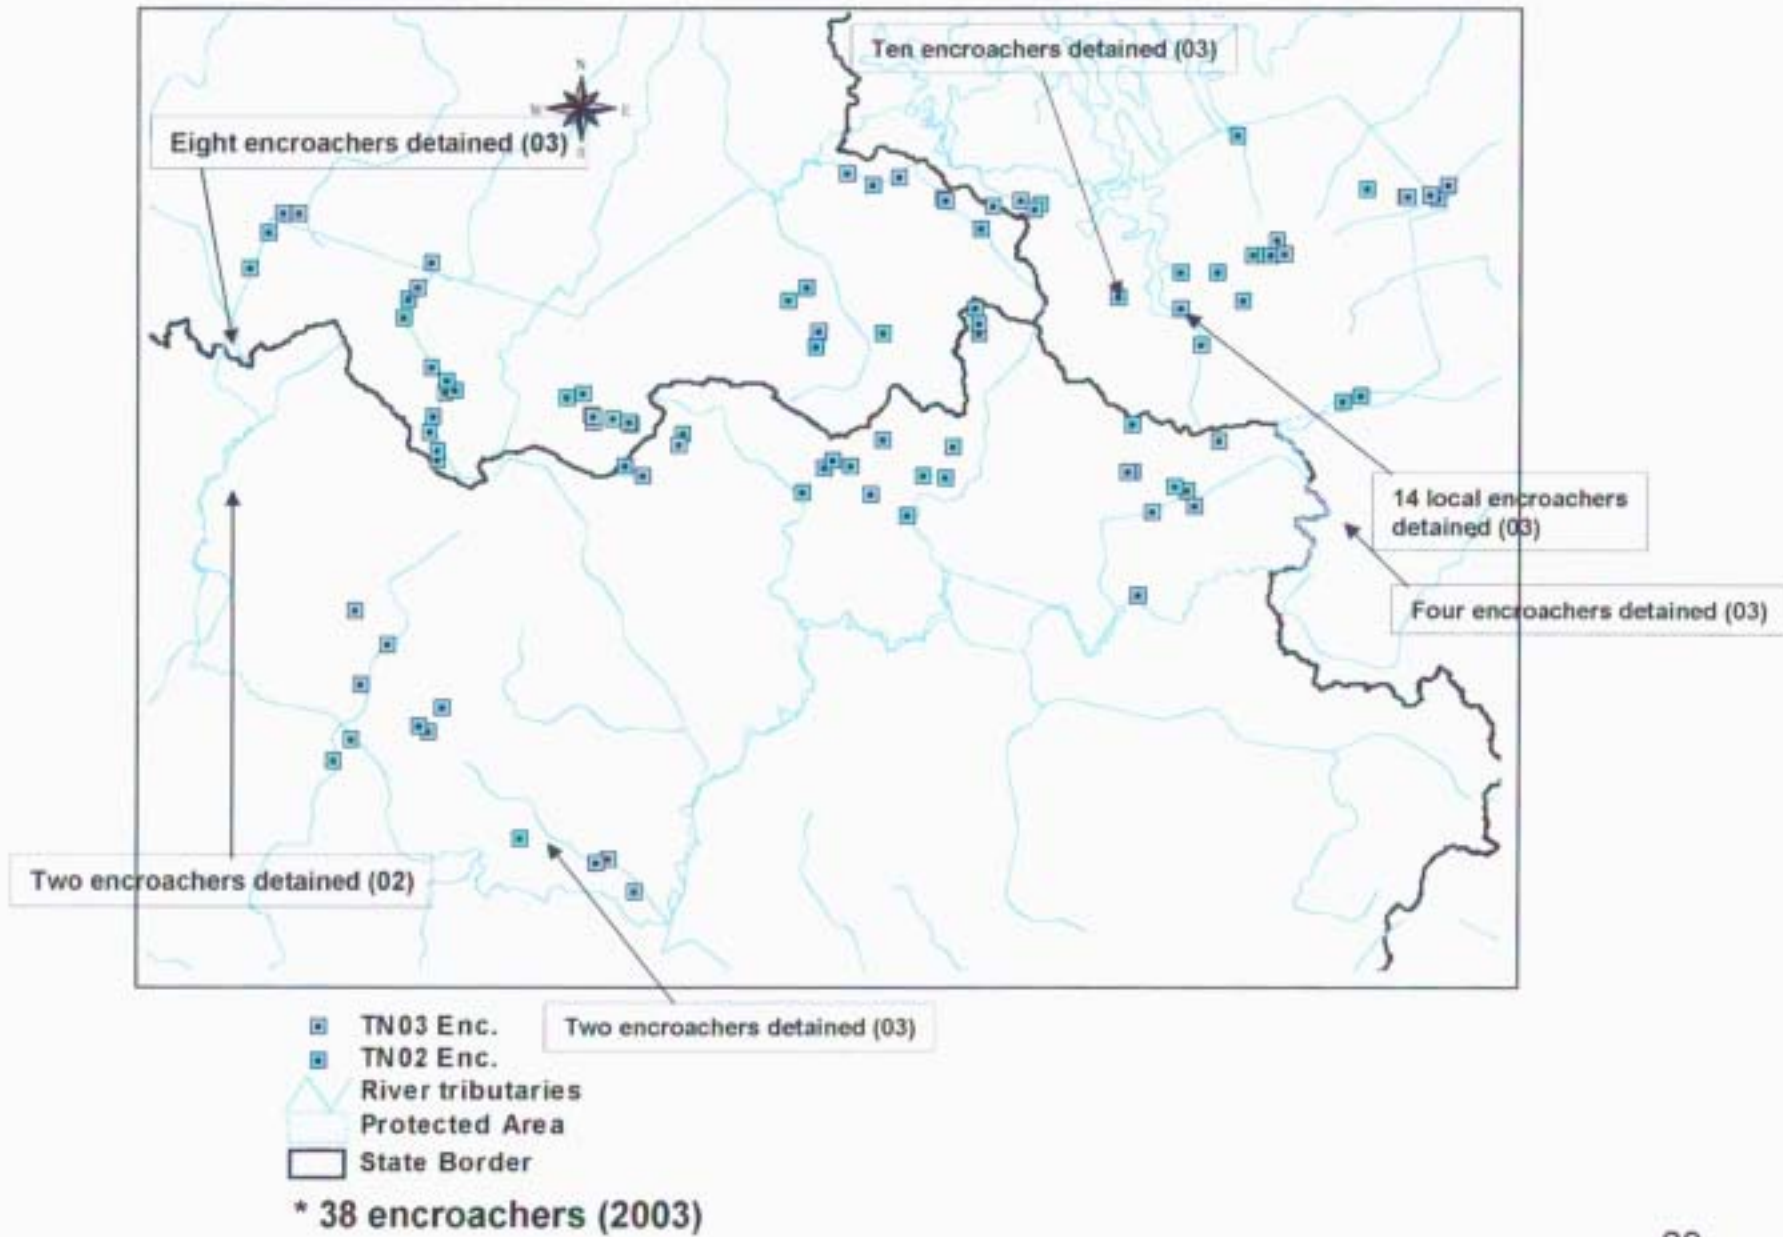 Ten encroachers detained (03)
N
W E
Eight encroachers detained (03)
14 local encroachers
detained (03)
Four encroachers detained (03)
Two encroachers detained (02)
Two encroachers detained (03)
TN03 Enc.
TN02 Enc.
River tributaries
Protected Area
State Border
* 38 encroachers (2003)